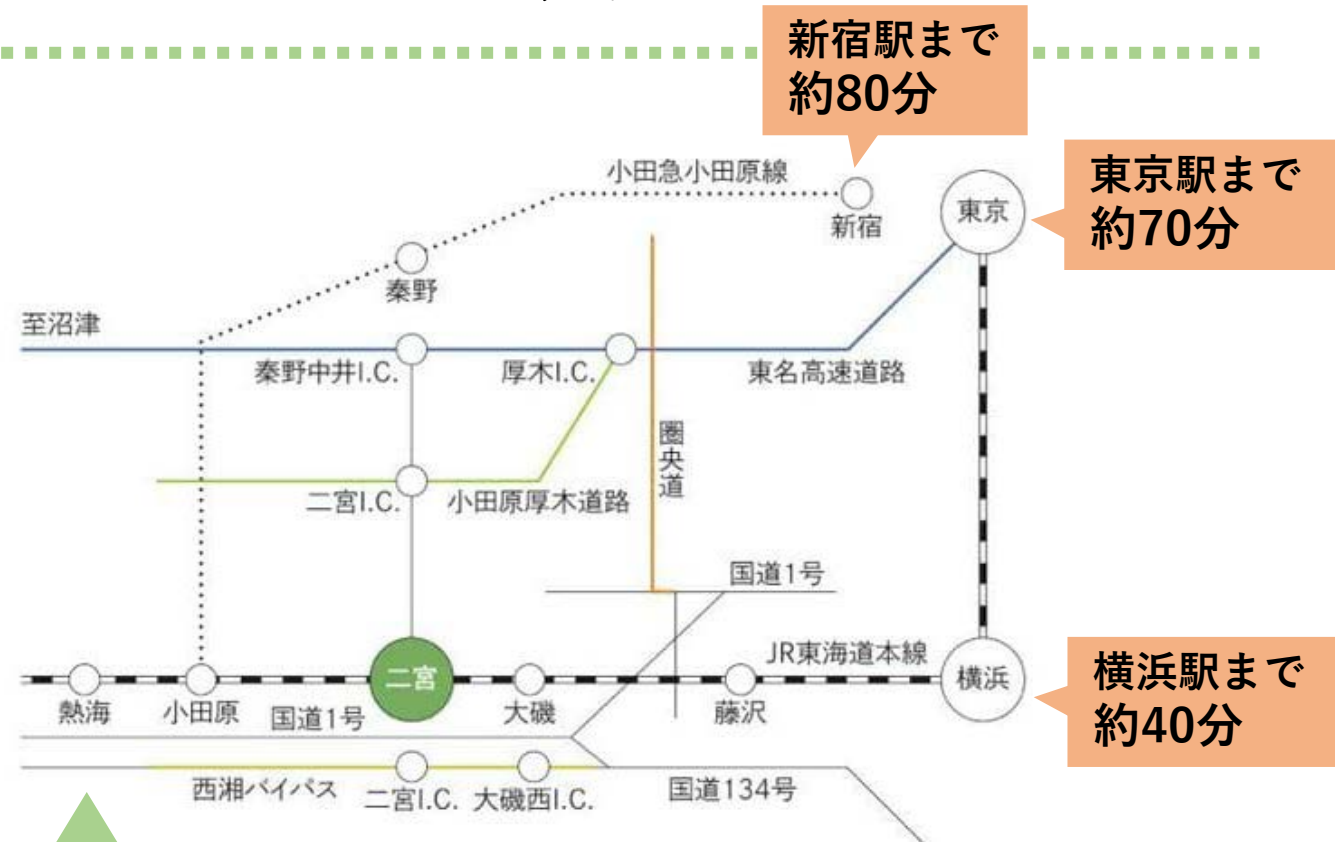 新宿駅まで
約80分
小田急小田原線
新宿
東京
東京駅まで
約70分
秦野
至沼津
秦野中井I.C.
厚木I.C.
東名高速道路
圏央道
二宮I.C.
小田原厚木道路
国道1号
JR東海道本線
二宮
横浜
横浜駅まで
約40分
熱海
小田原
国道1号
大磯
藤沢
西湘バイパス
二宮I.C.
大磯西I.C.
国道134号